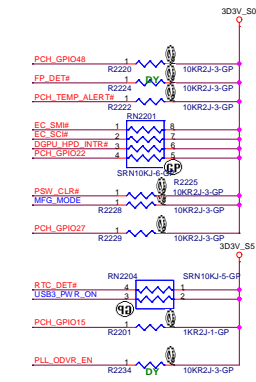 3D3V_S0
PCH_GPIO48 1 2
R2220 10KR2J-3-GP
FP_DET# 1 DY 2
R2224 10KR2J-3-GP
PCH_TEMP_ALERT# 1 2
R2222 10KR2J-3-GP
RN2201
EC_SMI# 1 8
EC_SCI# 2 7
DGPU_HPD_INTR# 3 6
PCH_GPIO22 4 5
SRN10KJ-6-GP
R2225
PSW_CLR# 1 2 10KR2J-3-GP
MFG_MODE 1 2
R2228 10KR2J-3-GP
PCH_GPIO27 1 2
R2229 10KR2J-3-GP
3D3V_S5
RN2204 SRN10KJ-5-GP
RTC_DET# 4 1
USB3_PWR_ON 3 2
PCH_GPIO15 1 2
R2201 1KR2J-1-GP
PLL_ODVR_EN 1 2
R2234 DY 10KR2J-3-GP